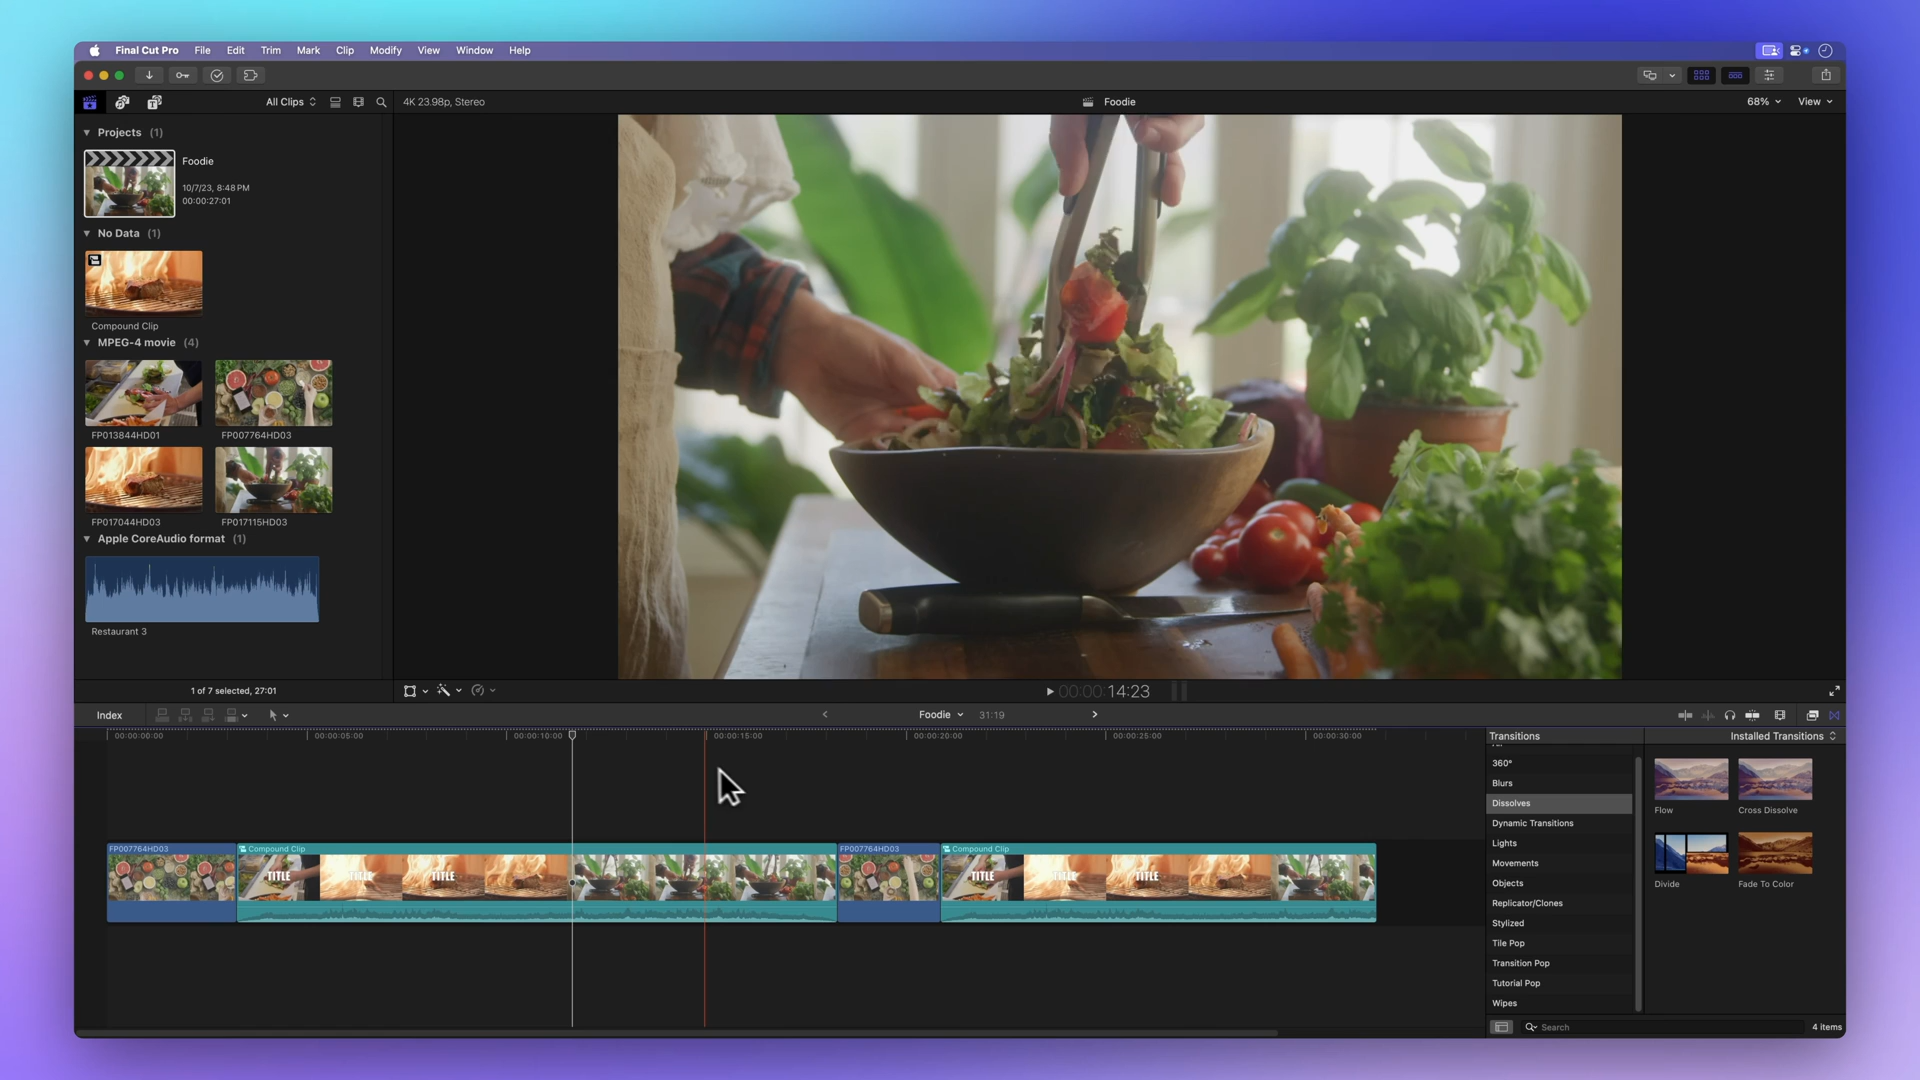 Final Cut Pro File Edit Trim Mark Clip Modify View Window Help
All Clips
4K 23.98p, Stereo
Foodie
68%
View
Projects (1)
Foodie
10/7/23, 8:48 PM
00:00:27:01
No Data (1)
Compound Clip
MPEG-4 movie (4)
FP013844HD01
FP007764HD03
FP017044HD03
FP017115HD03
Apple CoreAudio format (1)
Restaurant 3
1 of 7 selected, 27:01
00:00:14:23
Index
Foodie
31:19
00:00:00:00
00:00:05:00
00:00:10:00
00:00:15:00
00:00:20:00
00:00:25:00
00:00:30:00
FP007764HD03
Compound Clip
FP007764HD03
Compound Clip
TITLE
TITLE
TITLE
TITLE
TITLE
TITLE
Transitions
Installed Transitions
360°
Blurs
Dissolves
Dynamic Transitions
Lights
Movements
Objects
Replicator/Clones
Stylized
Tile Pop
Transition Pop
Tutorial Pop
Wipes
Flow
Cross Dissolve
Divide
Fade To Color
Search
4 items